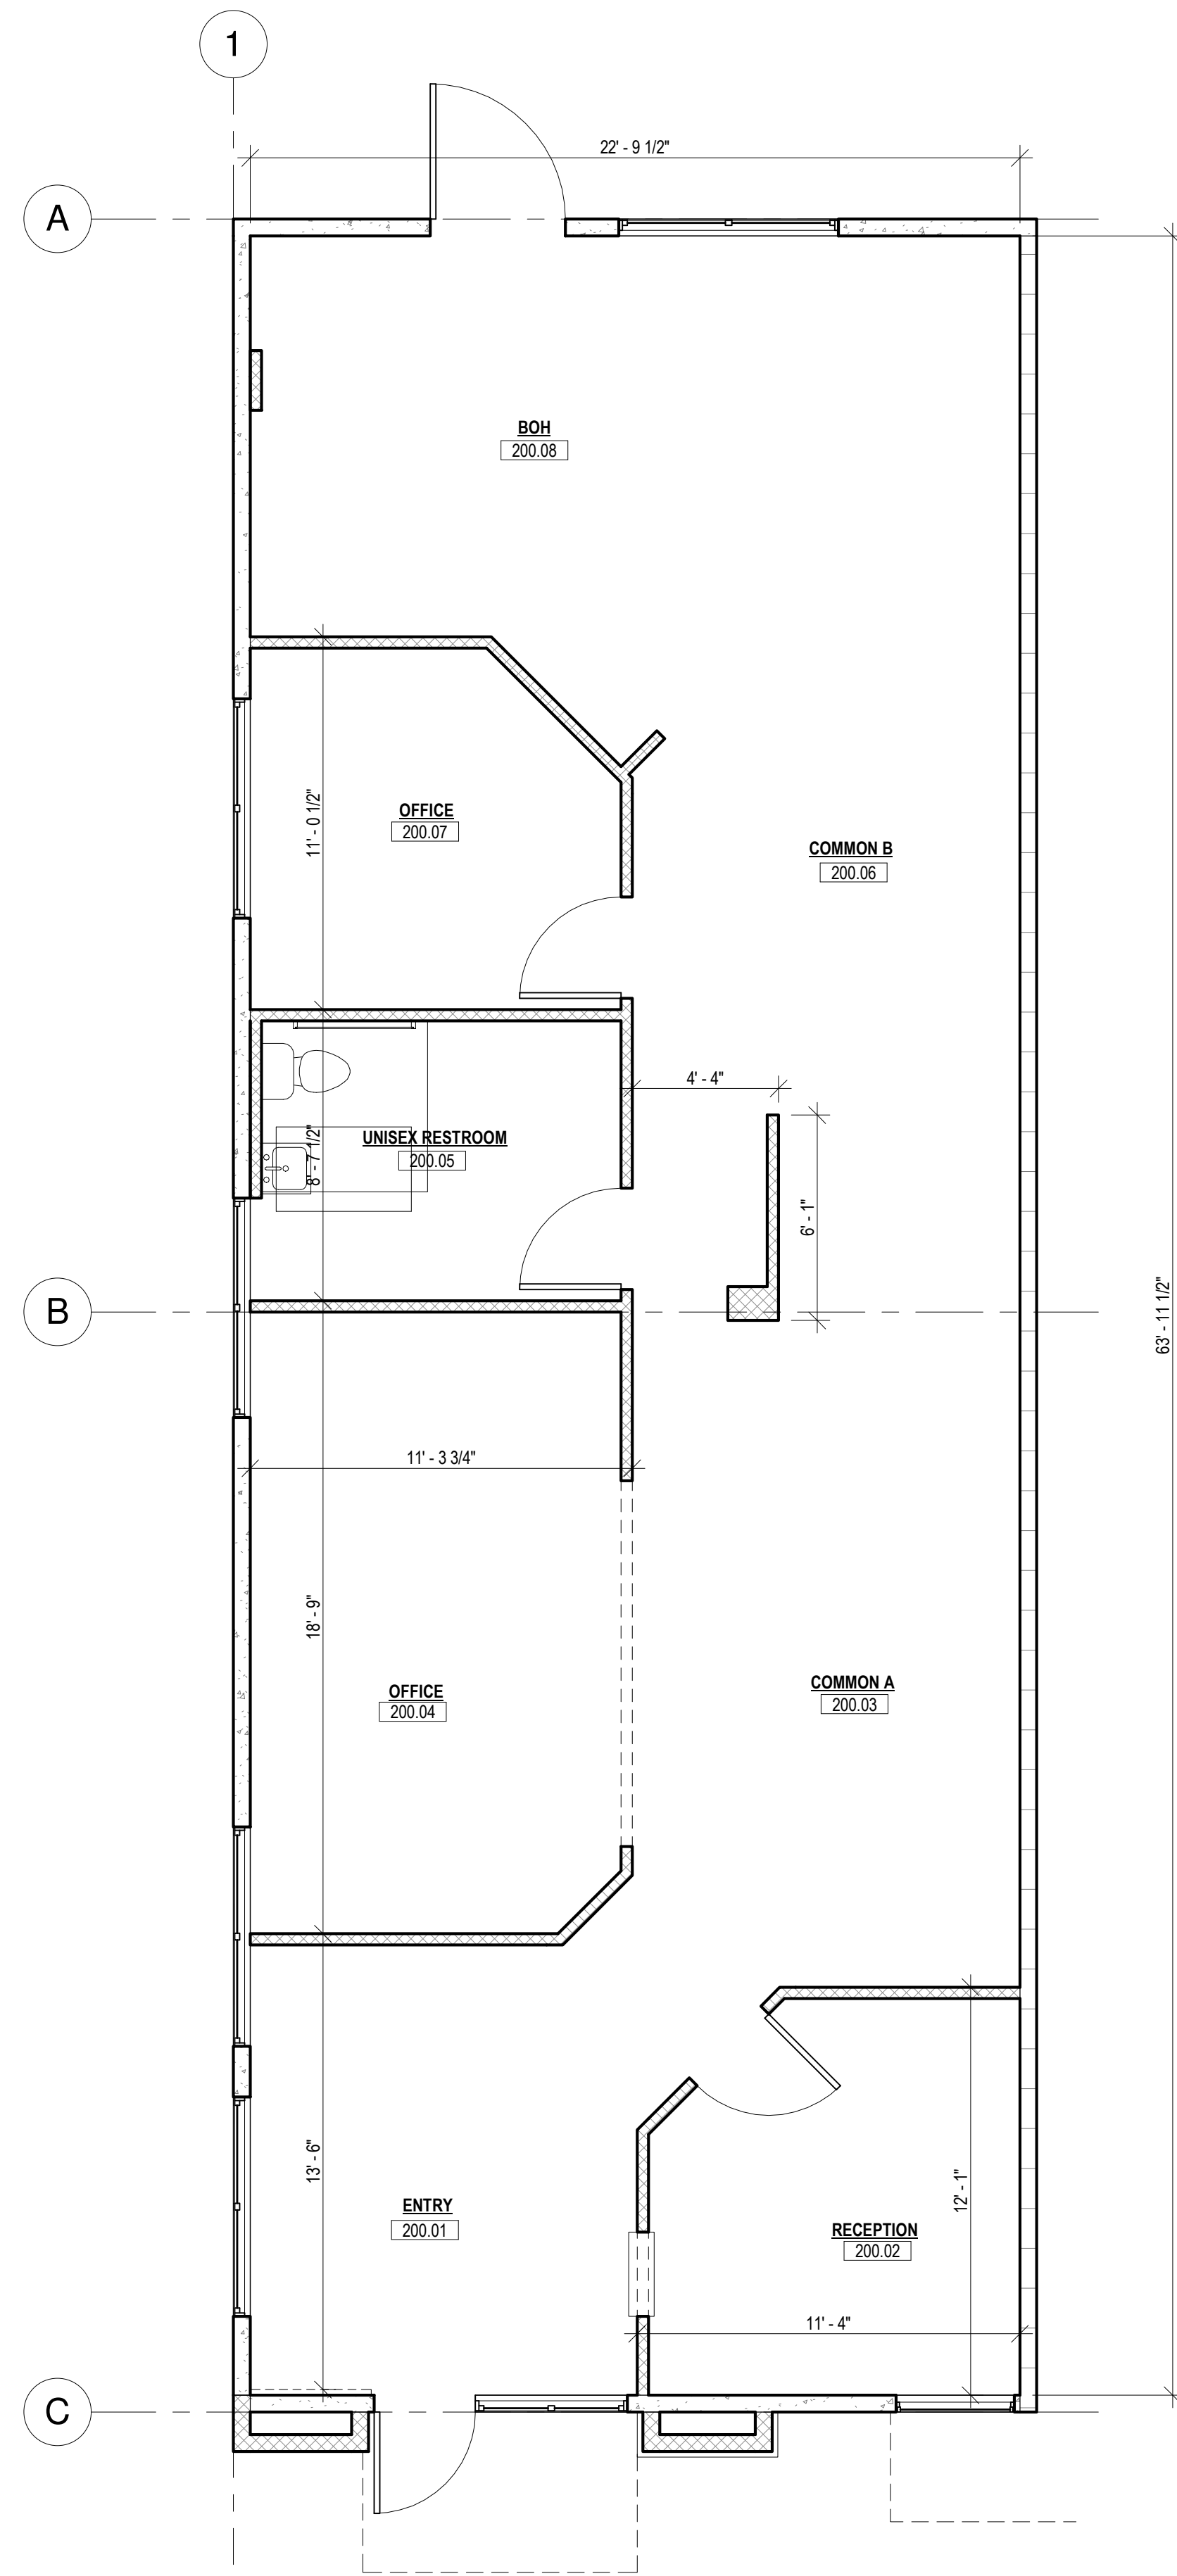 1
22' - 9 1/2"
A
BOH
200.08
11' - 0 1/2"
OFFICE
200.07
COMMON B
200.06
4' - 4"
8' - 7 1/2"
UNISEX RESTROOM
200.05
6' - 1"
B
63' - 11 1/2"
11' - 3 3/4"
18' - 9"
OFFICE
200.04
COMMON A
200.03
13' - 6"
12' - 1"
ENTRY
200.01
RECEPTION
200.02
11' - 4"
C